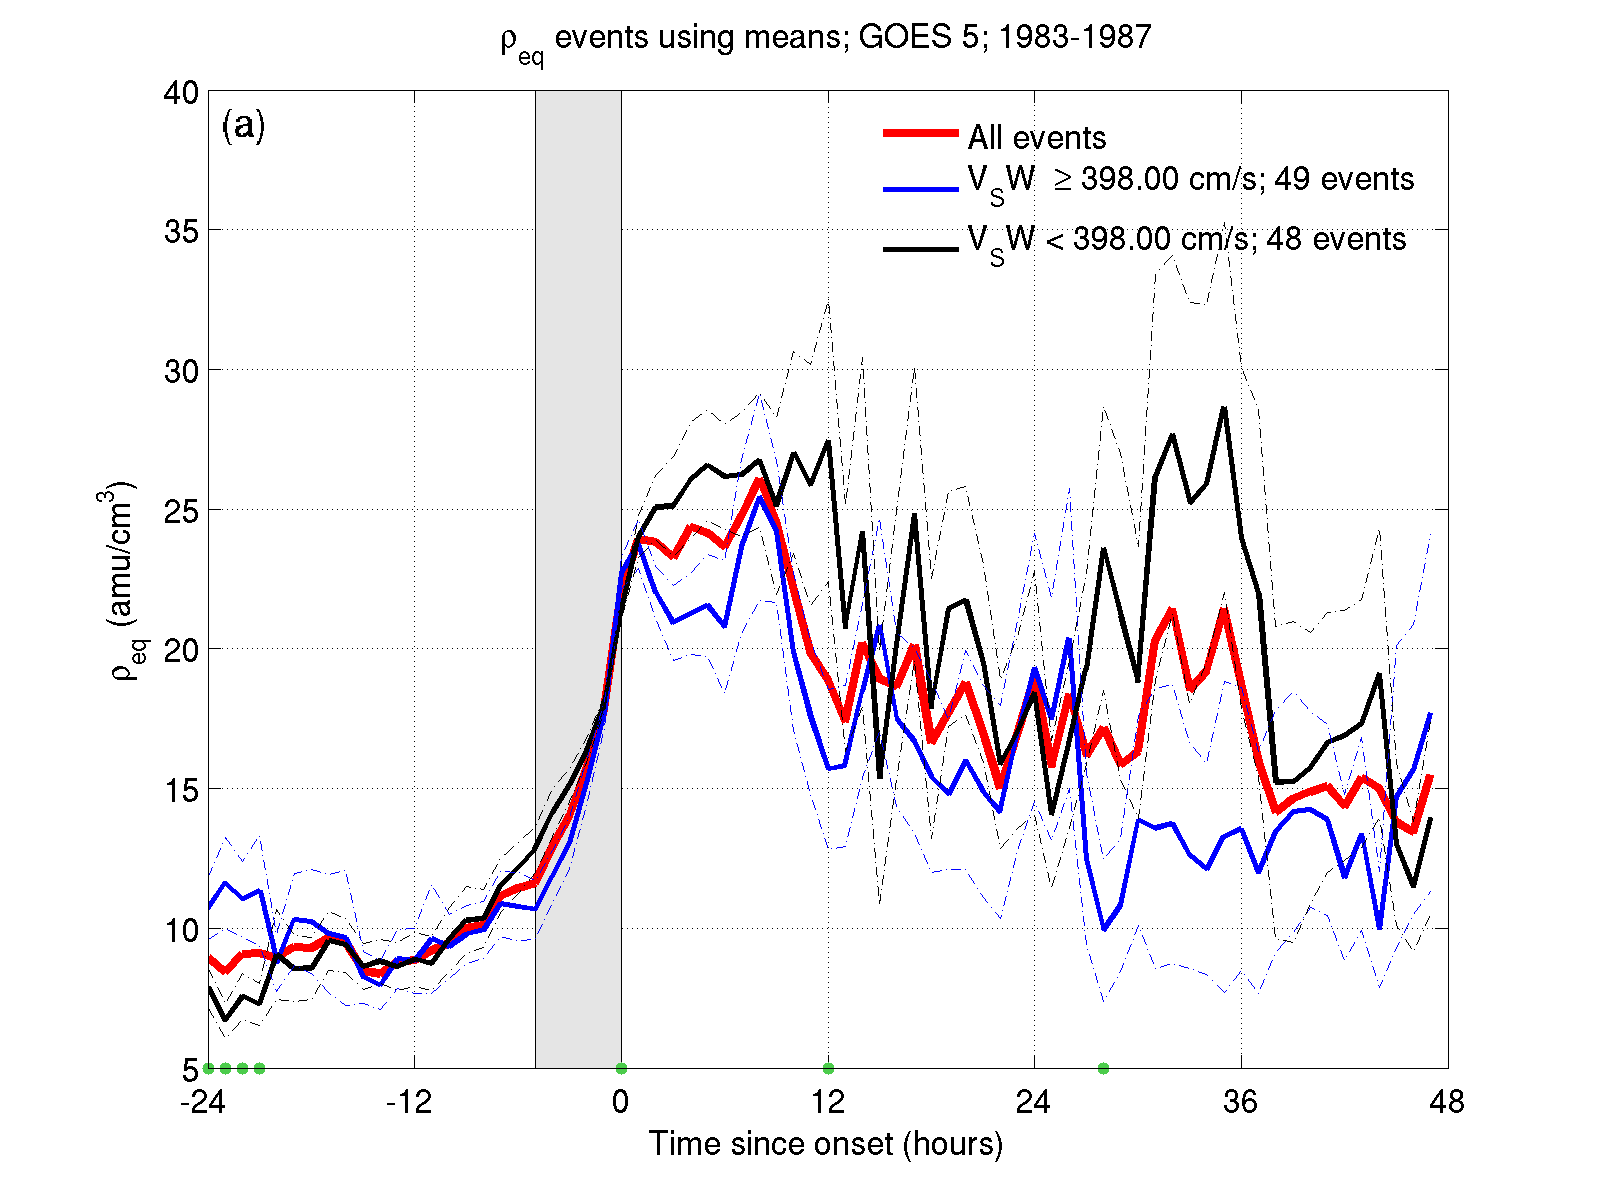 ρeq events using means; GOES 5; 1983-1987
(a)
All events
VSW ≥ 398.00 cm/s; 49 events
VSW < 398.00 cm/s; 48 events
40
35
30
25
20
15
10
5
ρeq (amu/cm3)
-24 -12 0 12 24 36 48
Time since onset (hours)